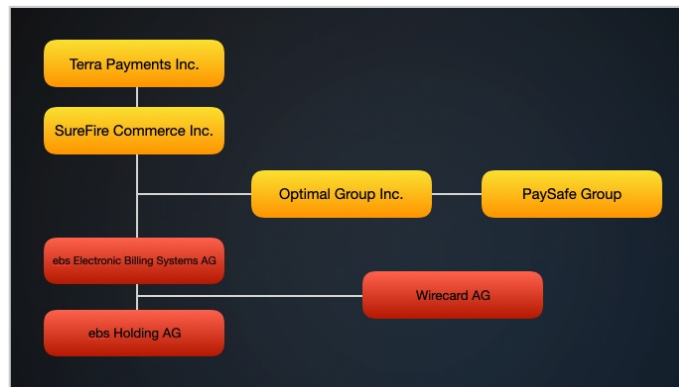 Terra Payments Inc.
SureFire Commerce Inc.
Optimal Group Inc.
PaySafe Group
ebs Electronic Billing Systems AG
Wirecard AG
ebs Holding AG